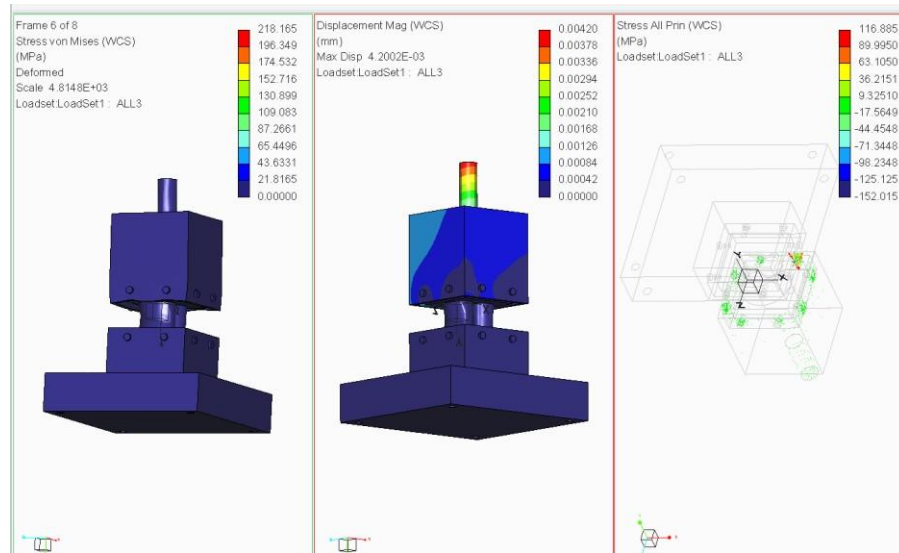 Frame 6 of 8
Stress von Mises (WCS)
(MPa)
Deformed
Scale 4.8148E+03
Loadset:LoadSet1 : ALL3
218.165
196.349
174.532
152.716
130.899
109.083
87.2661
65.4496
43.6331
21.8165
0.00000
Displacement Mag (WCS)
(mm)
Max Disp 4.2002E-03
Loadset:LoadSet1 : ALL3
0.00420
0.00378
0.00336
0.00294
0.00252
0.00210
0.00168
0.00126
0.00084
0.00042
0.00000
Stress All Prin (WCS)
(MPa)
Loadset:LoadSet1 : ALL3
116.885
89.9950
63.1050
36.2151
9.32510
-17.5649
-44.4548
-71.3448
-98.2348
-125.125
-152.015
Y
X
Z